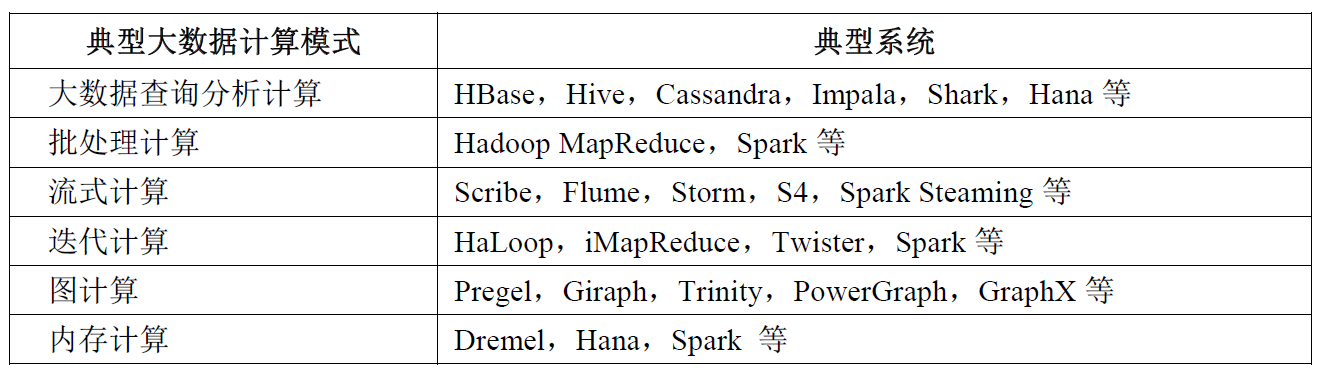 典型大数据计算模式 典型系统
大数据查询分析计算 HBase，Hive，Cassandra，Impala，Shark，Hana 等
批处理计算 Hadoop MapReduce，Spark 等
流式计算 Scribe，Flume，Storm，S4，Spark Steaming 等
迭代计算 HaLoop，iMapReduce，Twister，Spark 等
图计算 Pregel，Giraph，Trinity，PowerGraph，GraphX 等
内存计算 Dremel，Hana，Spark 等